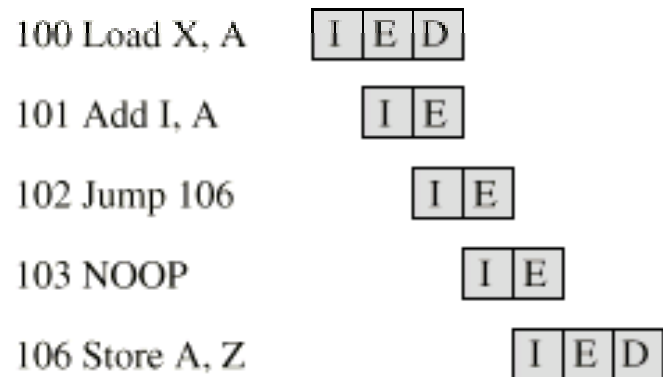 100 Load X, A I E D
101 Add I, A I E
102 Jump 106 I E
103 NOOP I E
106 Store A, Z I E D